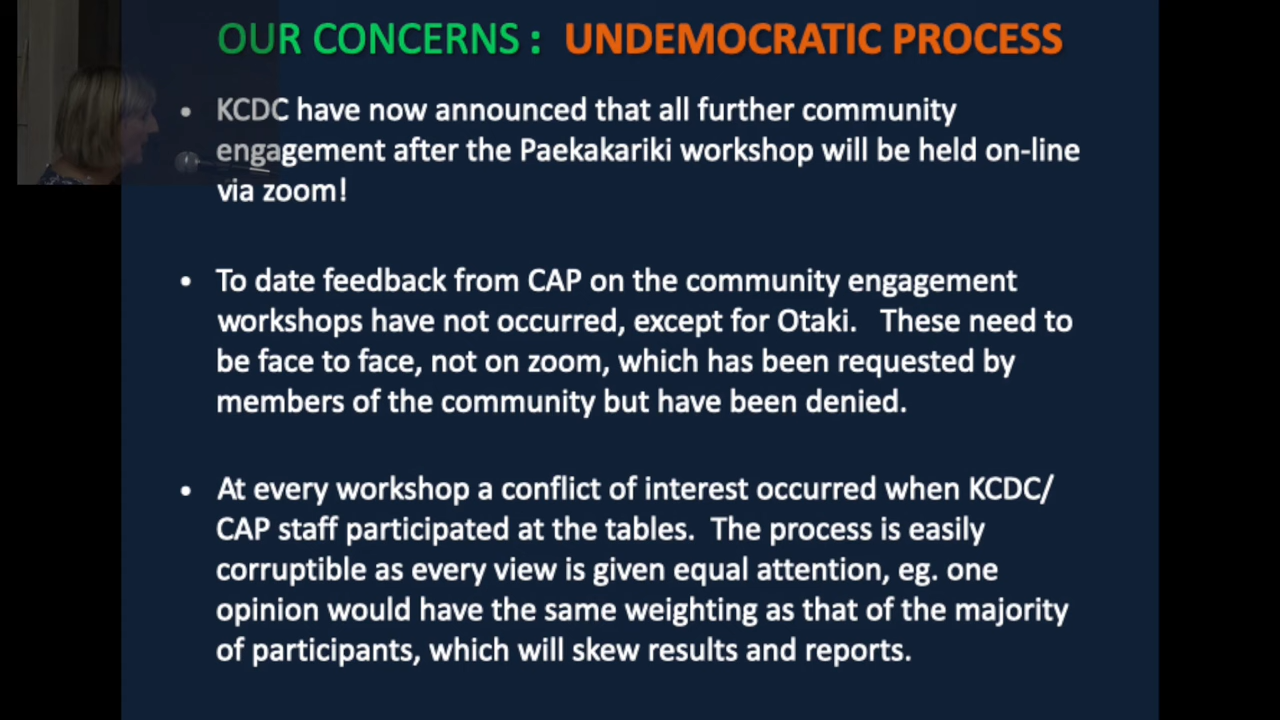 OUR CONCERNS : UNDEMOCRATIC PROCESS
• KCDC have now announced that all further community
engagement after the Paekakariki workshop will be held on-line
via zoom!
• To date feedback from CAP on the community engagement
workshops have not occurred, except for Otaki. These need to
be face to face, not on zoom, which has been requested by
members of the community but have been denied.
• At every workshop a conflict of interest occurred when KCDC/
CAP staff participated at the tables. The process is easily
corruptible as every view is given equal attention, eg. one
opinion would have the same weighting as that of the majority
of participants, which will skew results and reports.